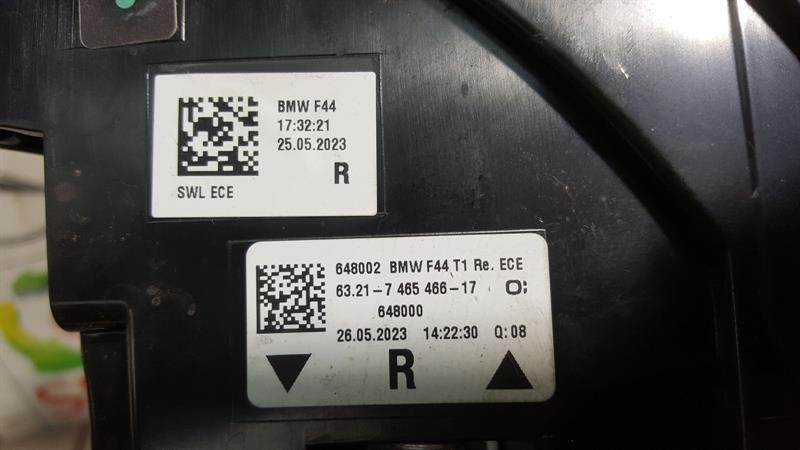 BMW F44
17:32:21
25.05.2023
R
SWL ECE
648002 BMW F44 T1 Re. ECE
63.21-7 465 466-17
648000
26.05.2023 14:22:30 Q:08
R